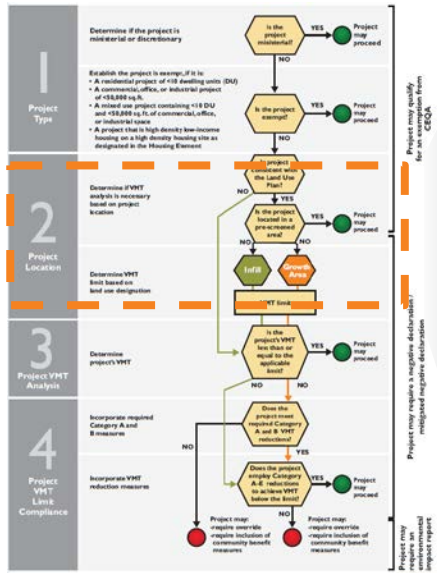 1
Project
Type
Determine if the project is
ministerial or discretionary
Establish the project is exempt, if it is:
• A residential project of <10 dwelling units (DU)
• A commercial, office, or industrial project
of <50,000 sq.ft.
• A mixed use project containing <10 DU
and <50,000 sq.ft. of commercial, office,
or industrial space
• A project that is high density low-income
housing on a high density housing site as
designated in the Housing Element
Is the
project
ministerial?
YES
Project
may
proceed
NO
Is the project
exempt?
YES
Project
may
proceed
NO
Project may qualify
for an exemption from
CEQA
2
Project
Location
Determine if VMT
analysis is necessary
based on project
location
Is project
consistent with
the Land Use
Plan?
NO
YES
Is the project
located in a
pre-screened
area?
YES
Project
may
proceed
NO
NO
Determine VMT
limit based on
land use designation
Infill
Growth
Area
VMT limit
3
Project VMT
Analysis
Determine
project's VMT
Is the
project's VMT
less than or
equal to the
applicable
limit?
YES
Project
may
proceed
NO
NO
Project may require a negative declaration /
mitigated negative declaration
4
Project
VMT
Limit
Compliance
Incorporate required
Category A and
B measures
Does the
project meet
required Category
A and B VMT
reductions?
NO
YES
Incorporate VMT
reduction measures
Does the project
employ Category
A-E reductions
to achieve VMT
below the limit?
YES
Project
may
proceed
NO
Project may:
-require override
-require inclusion of
community benefit
measures
Project may:
-require override
-require inclusion of
community benefit
measures
Project may
require an
environmental
impact report